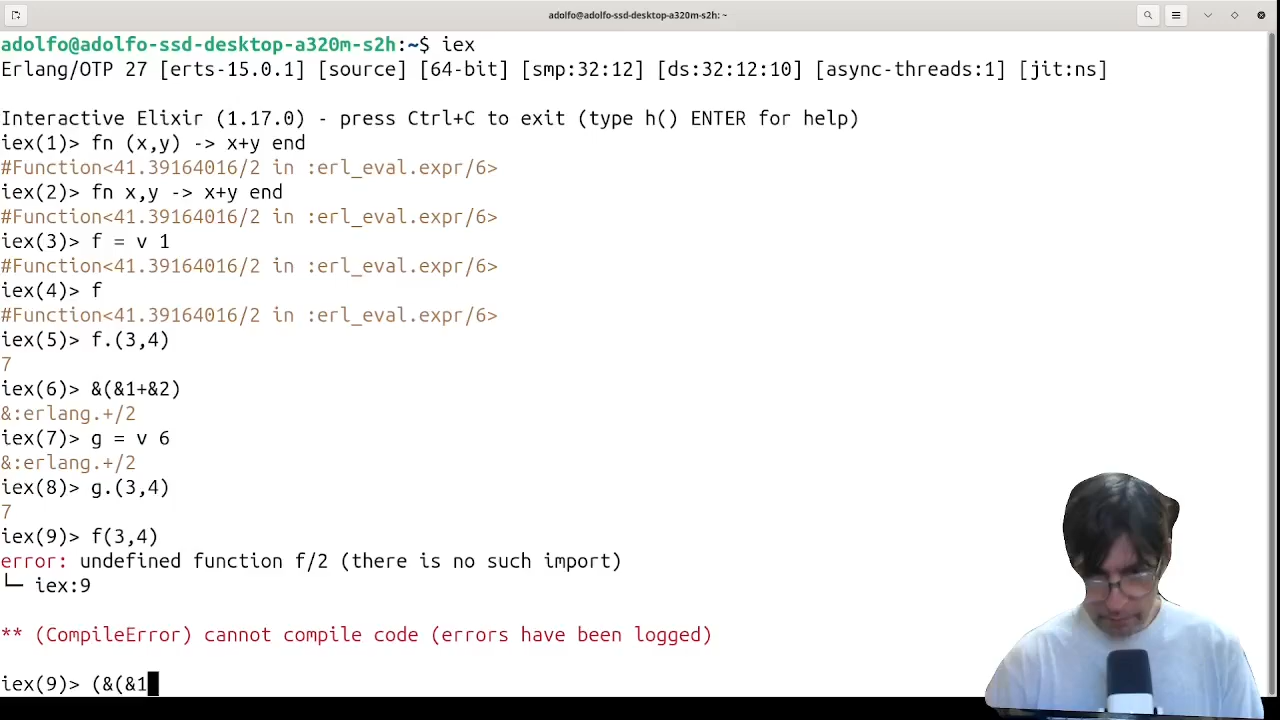 adolfo@adolfo-ssd-desktop-a320m-s2h: ~
adolfo@adolfo-ssd-desktop-a320m-s2h:~$ iex
Erlang/OTP 27 [erts-15.0.1] [source] [64-bit] [smp:32:12] [ds:32:12:10] [async-threads:1] [jit:ns]
Interactive Elixir (1.17.0) - press Ctrl+C to exit (type h() ENTER for help)
iex(1)> fn (x,y) -> x+y end
#Function<41.39164016/2 in :erl_eval.expr/6>
iex(2)> fn x,y -> x+y end
#Function<41.39164016/2 in :erl_eval.expr/6>
iex(3)> f = v 1
#Function<41.39164016/2 in :erl_eval.expr/6>
iex(4)> f
#Function<41.39164016/2 in :erl_eval.expr/6>
iex(5)> f.(3,4)
7
iex(6)> &(&1+&2)
&:erlang.+/2
iex(7)> g = v 6
&:erlang.+/2
iex(8)> g.(3,4)
7
iex(9)> f(3,4)
error: undefined function f/2 (there is no such import)
└─ iex:9
** (CompileError) cannot compile code (errors have been logged)
iex(9)> (&(&1